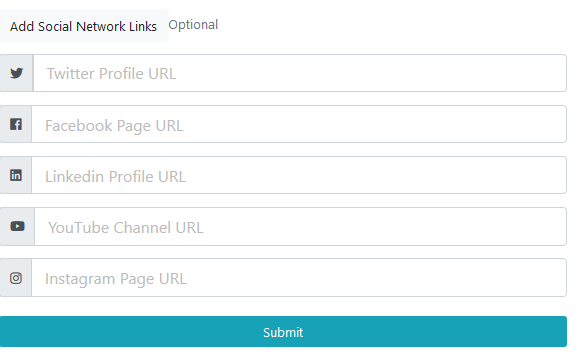 Add Social Network Links Optional
Twitter Profile URL
Facebook Page URL
Linkedin Profile URL
YouTube Channel URL
Instagram Page URL
Submit